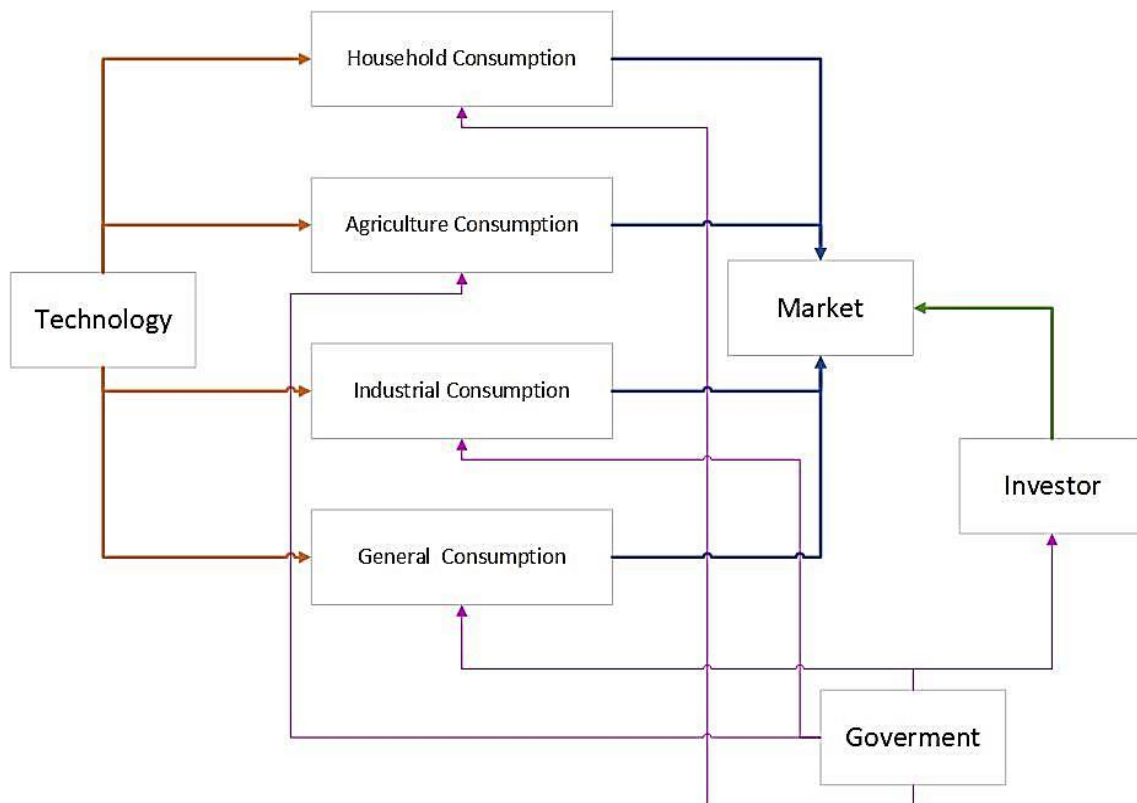 Household Consumption
Agriculture Consumption
Technology
Market
Industrial Consumption
Investor
General Consumption
Goverment